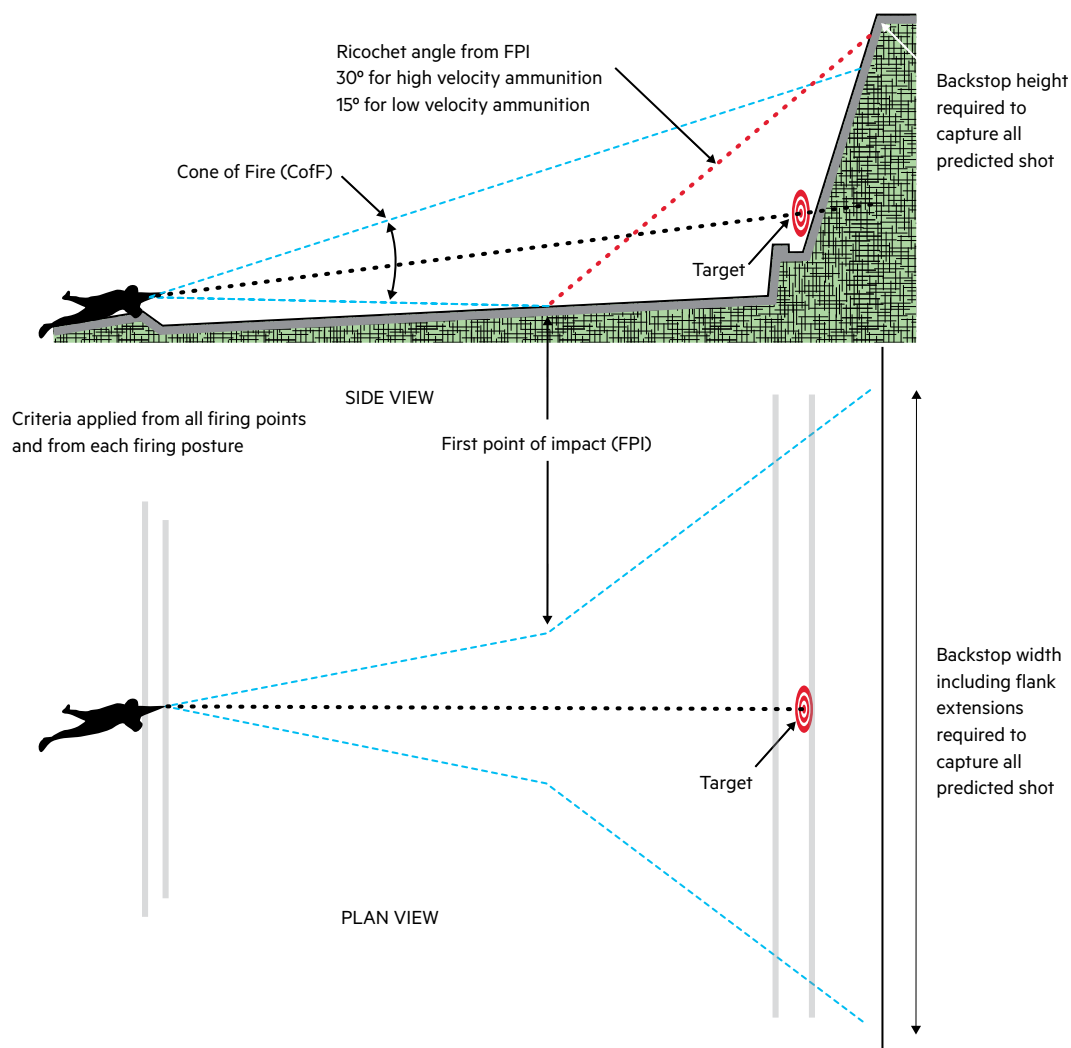 Ricochet angle from FPI
30º for high velocity ammunition
15º for low velocity ammunition
Backstop height
required to
capture all
predicted shot
Cone of Fire (CofF)
Target
SIDE VIEW
Criteria applied from all firing points
and from each firing posture
First point of impact (FPI)
Backstop width
including flank
extensions
required to
capture all
predicted shot
Target
PLAN VIEW